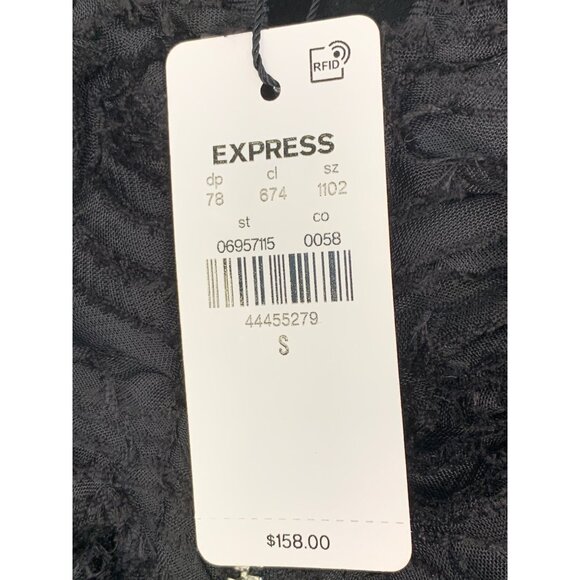 RFID
EXPRESS
dp cl sz
78 674 1102
st co
06957115 0058
44455279
S
$158.00